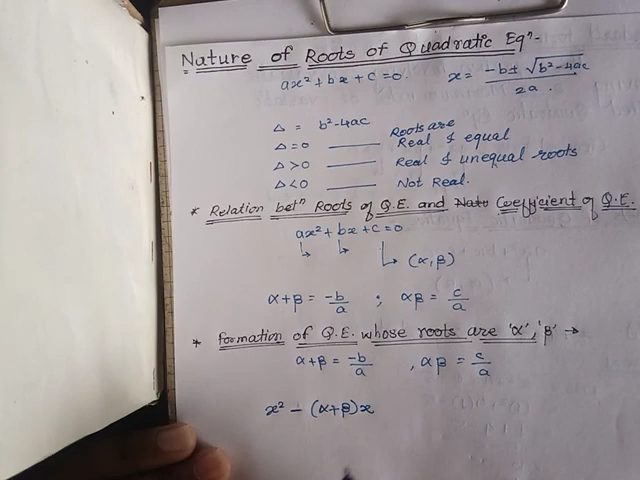 Nature of Roots of Quadratic Eqⁿ-
ax² + bx + c = 0. x = -b ± √b²-4ac / 2a.
Δ = b²-4ac
Roots are
Δ = 0 —— Real & equal
Δ > 0 —— Real & unequal roots
Δ < 0 —— Not Real.
* Relation betⁿ Roots of Q.E. and Natu Coefficient of Q.E.
ax² + bx + c = 0
(α, β)
α+β = -b/a ; αβ = c/a
* Formation of Q.E. whose roots are 'α', 'β' →
α+β = -b/a , αβ = c/a
x² - (α+β)x